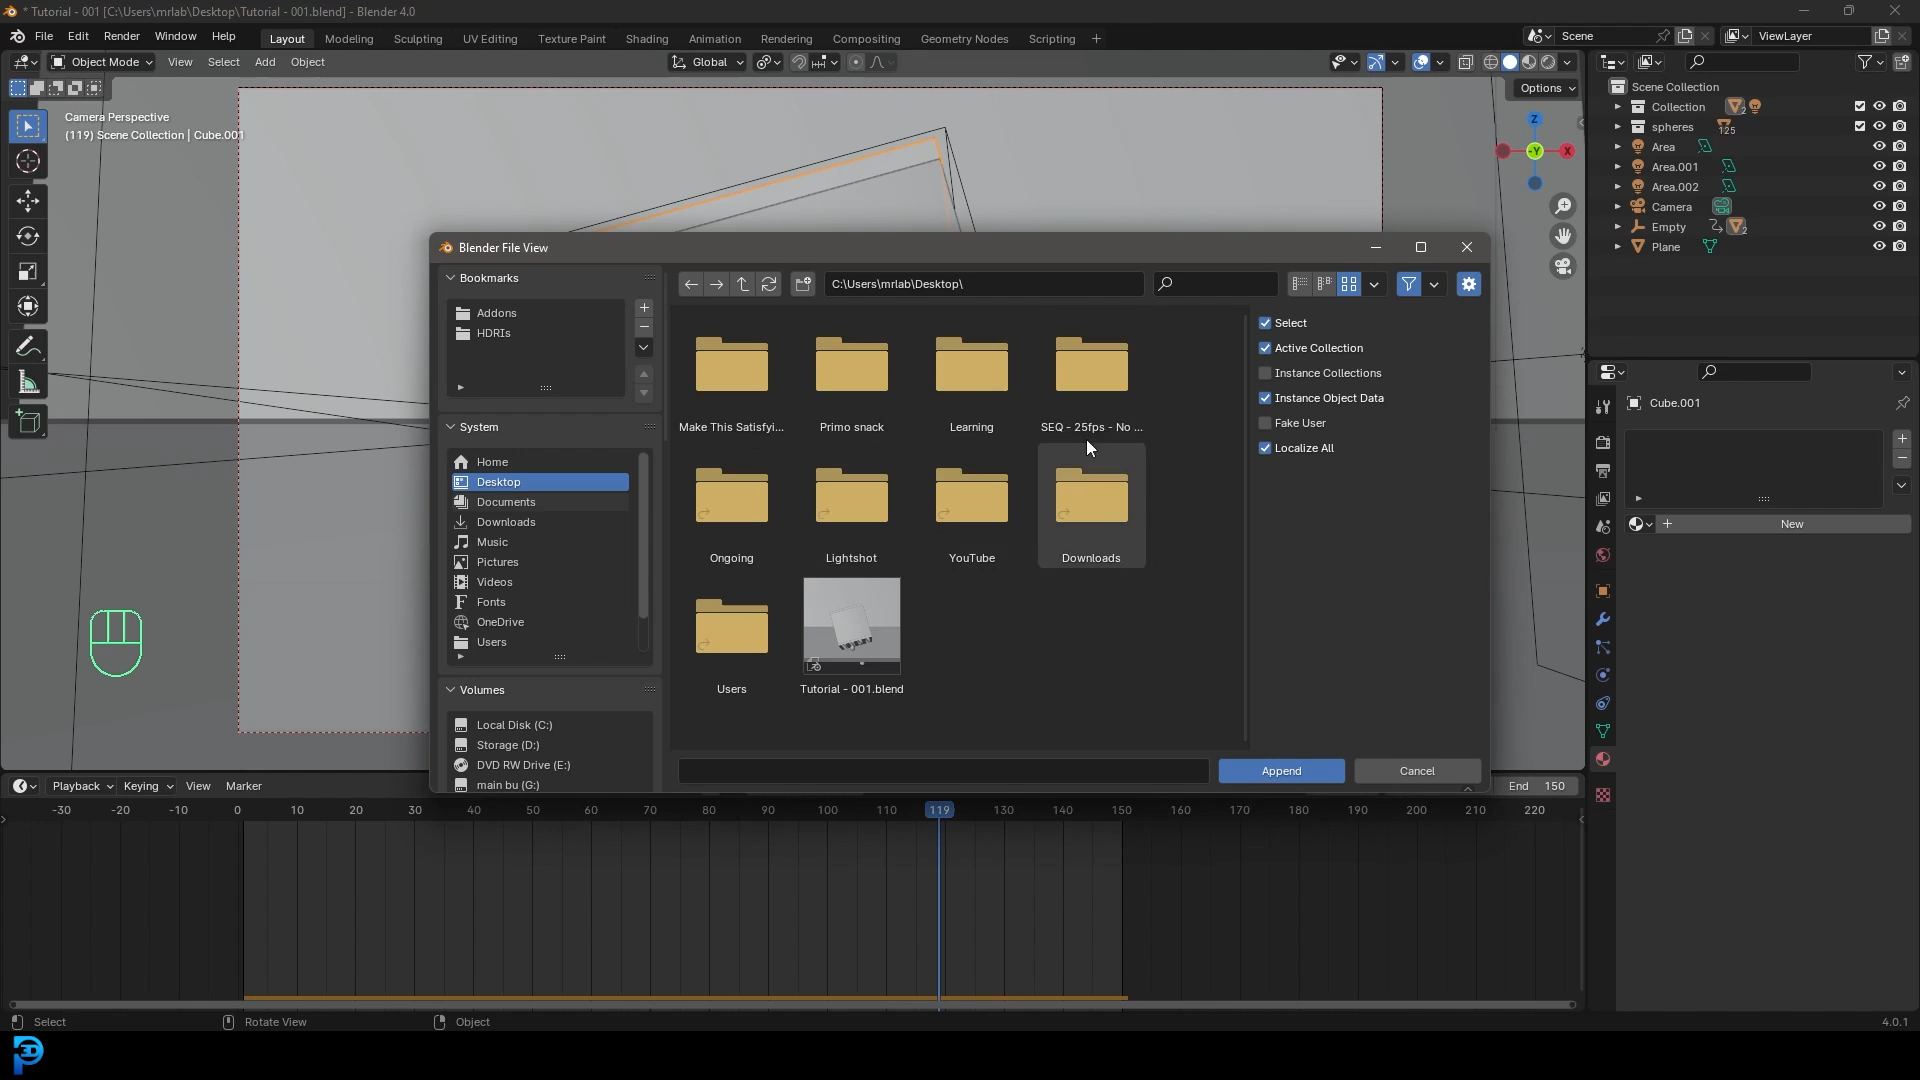 * Tutorial - 001 [C:\Users\mrlab\Desktop\Tutorial - 001.blend] - Blender 4.0
File Edit Render Window Help
Layout Modeling Sculpting UV Editing Texture Paint Shading Animation Rendering Compositing Geometry Nodes Scripting +
Scene
ViewLayer
Object Mode View Select Add Object
Global
Options
Camera Perspective
(119) Scene Collection | Cube.001
Z
-Y
X
Scene Collection
Collection 2
spheres 125
Area
Area.001
Area.002
Camera
Empty 2
Plane
Blender File View
Bookmarks
Addons
HDRIs
System
Home
Desktop
Documents
Downloads
Music
Pictures
Videos
Fonts
OneDrive
Users
Volumes
Local Disk (C:)
Storage (D:)
DVD RW Drive (E:)
main bu (G:)
C:\Users\mrlab\Desktop\
Make This Satisfyi... Primo snack Learning SEQ - 25fps - No ...
Ongoing Lightshot YouTube Downloads
Users Tutorial - 001.blend
Select
Active Collection
Instance Collections
Instance Object Data
Fake User
Localize All
Append Cancel
Cube.001
New
Playback Keying View Marker
End 150
-30 -20 -10 0 10 20 30 40 50 60 70 80 90 100 110 119 130 140 150 160 170 180 190 200 210 220
Select Rotate View Object
4.0.1